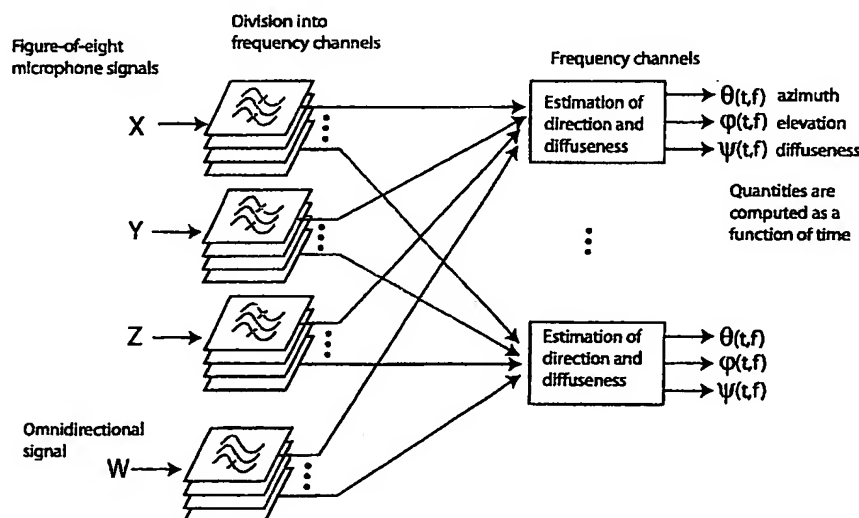 Figure-of-eight
microphone signals
Division into
frequency channels
X
Y
Z
Omnidirectional
signal
W
Frequency channels
Estimation of
direction and
diffuseness
θ(t,f) azimuth
φ(t,f) elevation
ψ(t,f) diffuseness
Quantities are
computed as a
function of time
Estimation of
direction and
diffuseness
θ(t,f)
φ(t,f)
ψ(t,f)